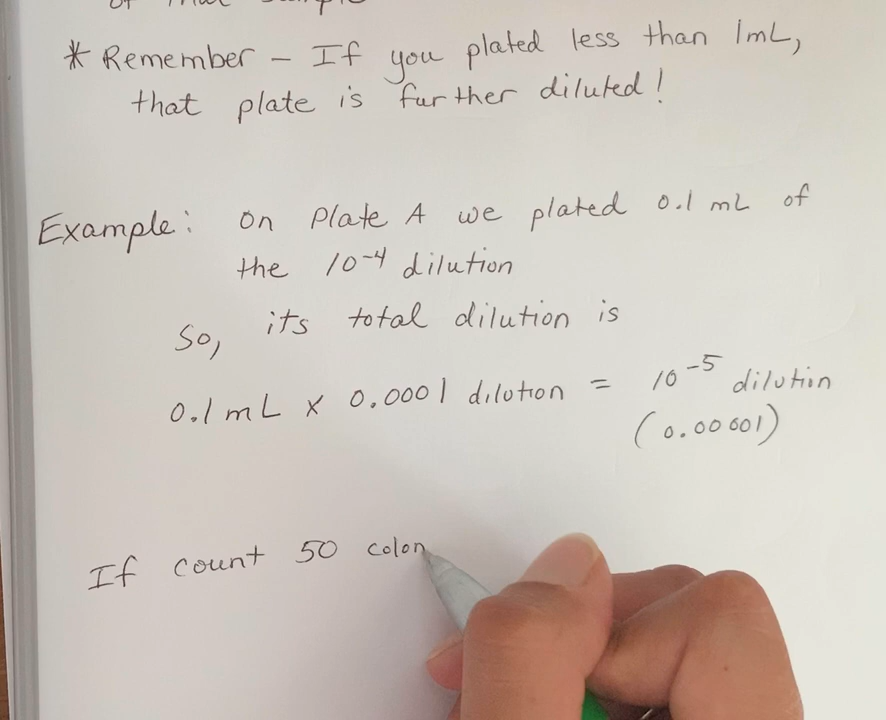 * Remember - If you plated less than 1mL,
that plate is further diluted!
Example: On Plate A we plated 0.1 mL of
the 10⁻⁴ dilution
So, its total dilution is
0.1 mL x 0.0001 dilution = 10⁻⁵ dilution
(0.00001)
If count 50 colon